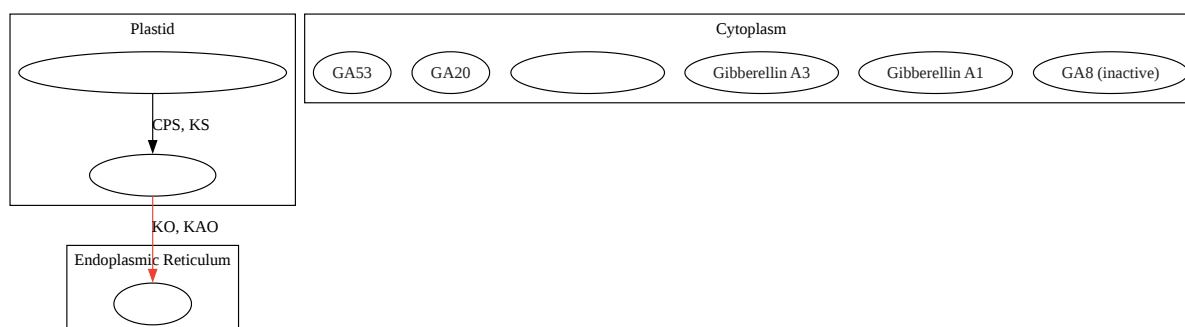 Plastid
Cytoplasm
GA53
GA20
Gibberellin A3
Gibberellin A1
GA8 (inactive)
CPS, KS
KO, KAO
Endoplasmic Reticulum